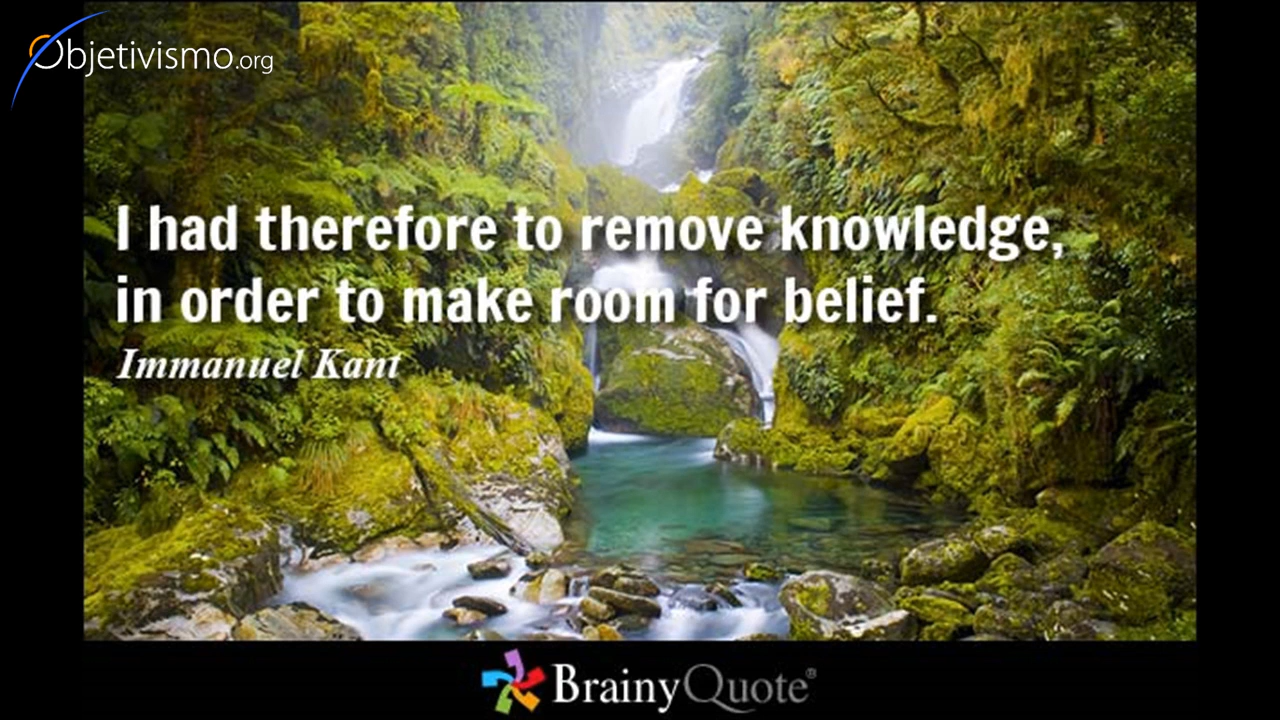 Objetivismo.org
I had therefore to remove knowledge,
in order to make room for belief.
Immanuel Kant
BrainyQuote®